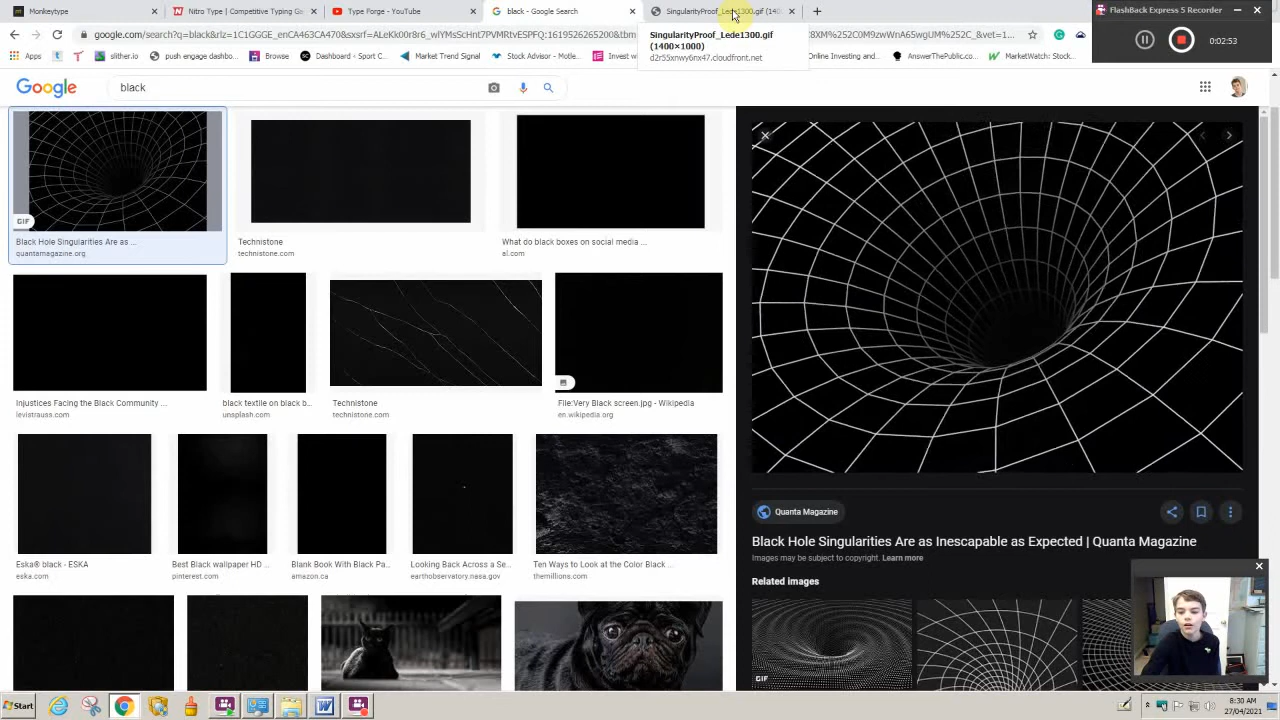 Monkeytype
Nitro Type | Competitive Typing Go
Type Forge - YouTube
black - Google Search
SingularityProof_Lede1300.gif (140
FlashBack Express 5 Recorder
SingularityProof_Lede1300.gif
(1400×1000)
d2r55xnwy6nx47.cloudfront.net
00:02:53
Apps
slither.io
push engage dashbo...
Browse
Dashboard ‹ Sport C...
Market Trend Signal
Stock Advisor - Motle...
Invest w
Online Investing and...
AnswerThePublic.co...
MarketWatch: Stock...
Google
black
GIF
Black Hole Singularities Are as ...
quantamagazine.org
Technistone
technistone.com
What do black boxes on social media ...
al.com
Injustices Facing the Black Community ...
levistrauss.com
black textile on black b...
unsplash.com
Technistone
technistone.com
File:Very Black screen.jpg - Wikipedia
en.wikipedia.org
Eska® black - ESKA
eska.com
Best Black wallpaper HD ...
pinterest.com
Blank Book With Black Pa...
amazon.ca
Looking Back Across a Se...
earthobservatory.nasa.gov
Ten Ways to Look at the Color Black ...
themillions.com
Quanta Magazine
Black Hole Singularities Are as Inescapable as Expected | Quanta Magazine
Images may be subject to copyright. Learn more
Related images
GIF
Start
8:30 AM
27/04/2021